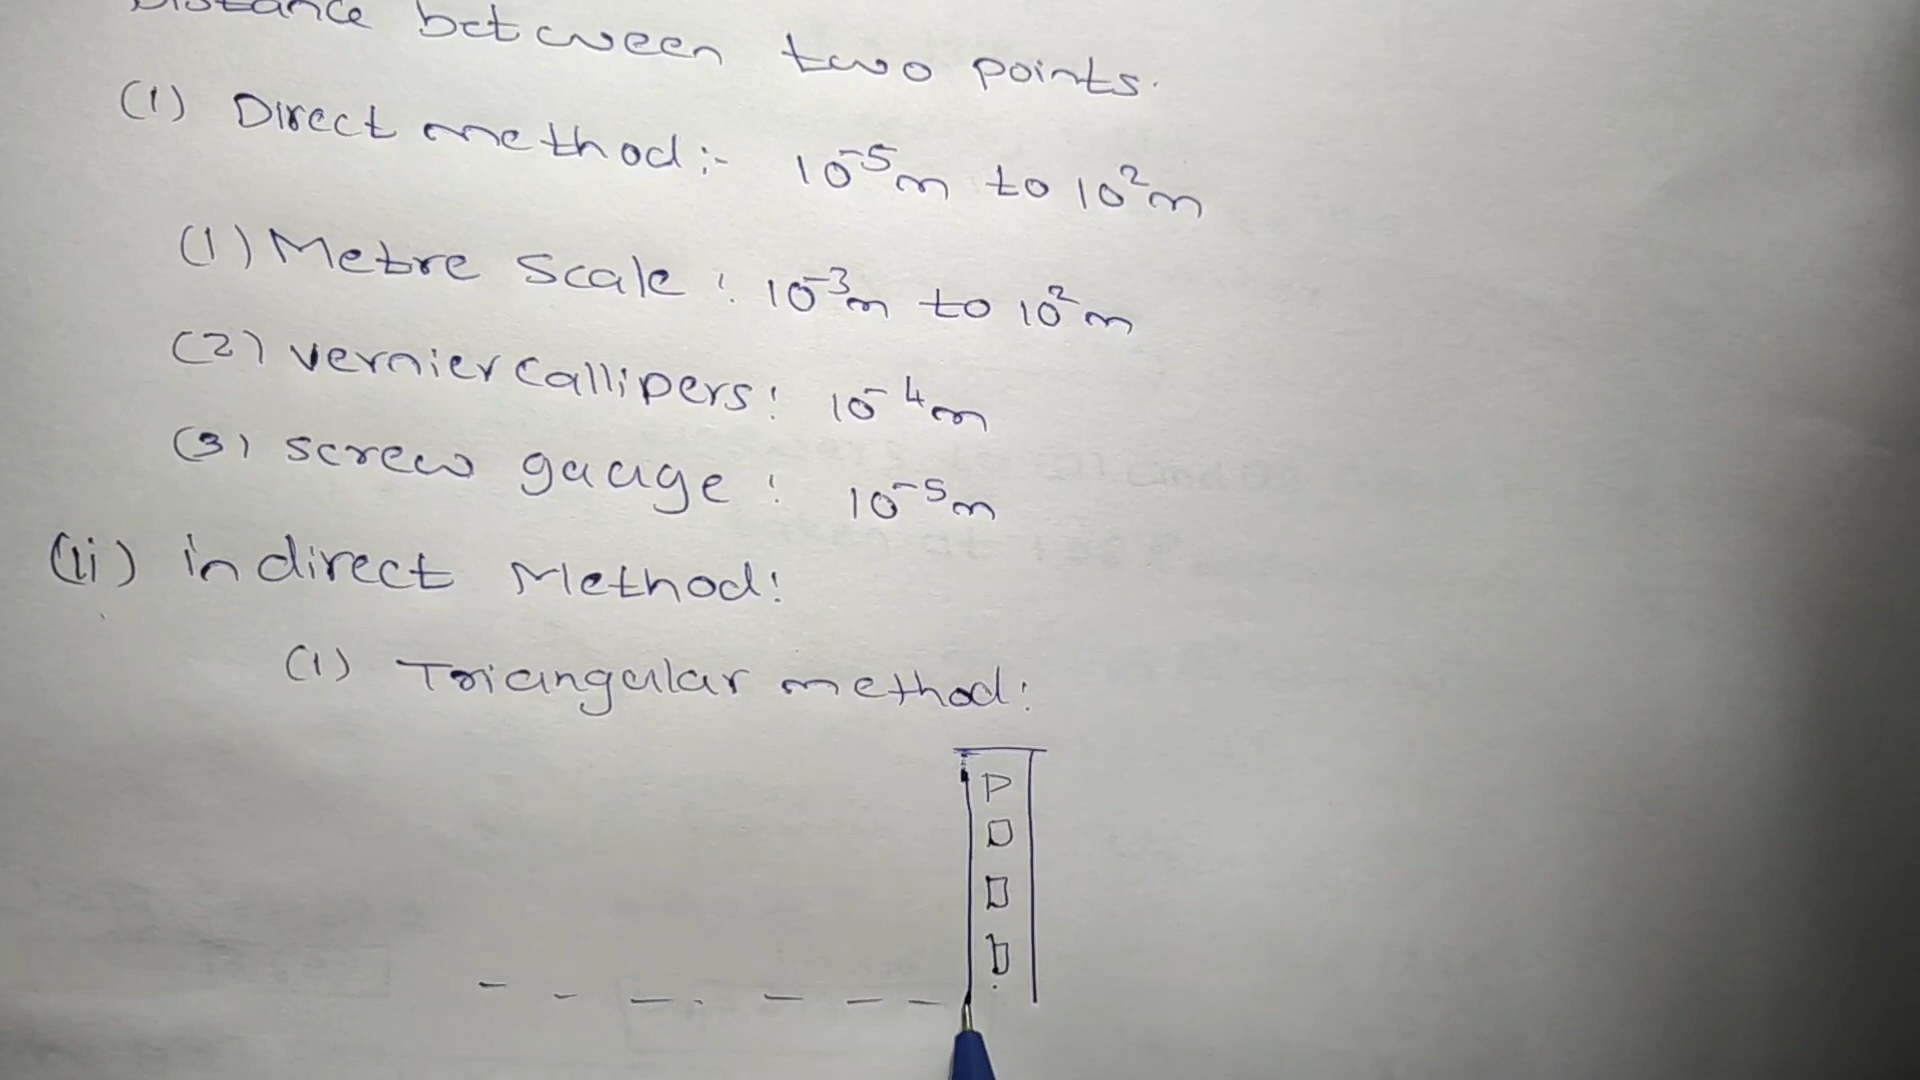 Distance between two points.
(1) Direct method :- 10⁻⁵m to 10²m
(1) Metre Scale : 10⁻³m to 10²m
(2) vernier callipers : 10⁻⁴m
(3) screw gauge : 10⁻⁵m
(ii) indirect Method :
(1) Triangular method :